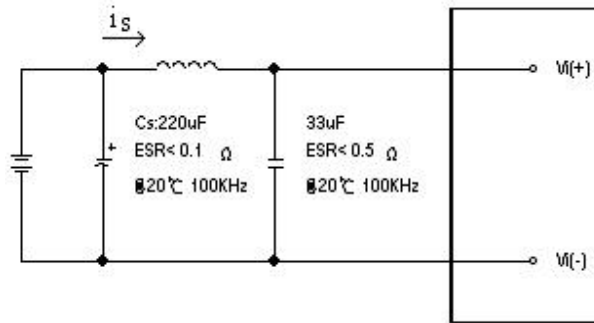 is
Vi(+)
Cs:220uF
ESR< 0.1 Ω
@20℃ 100KHz
33uF
ESR< 0.5 Ω
@20℃ 100KHz
+
Vi(-)